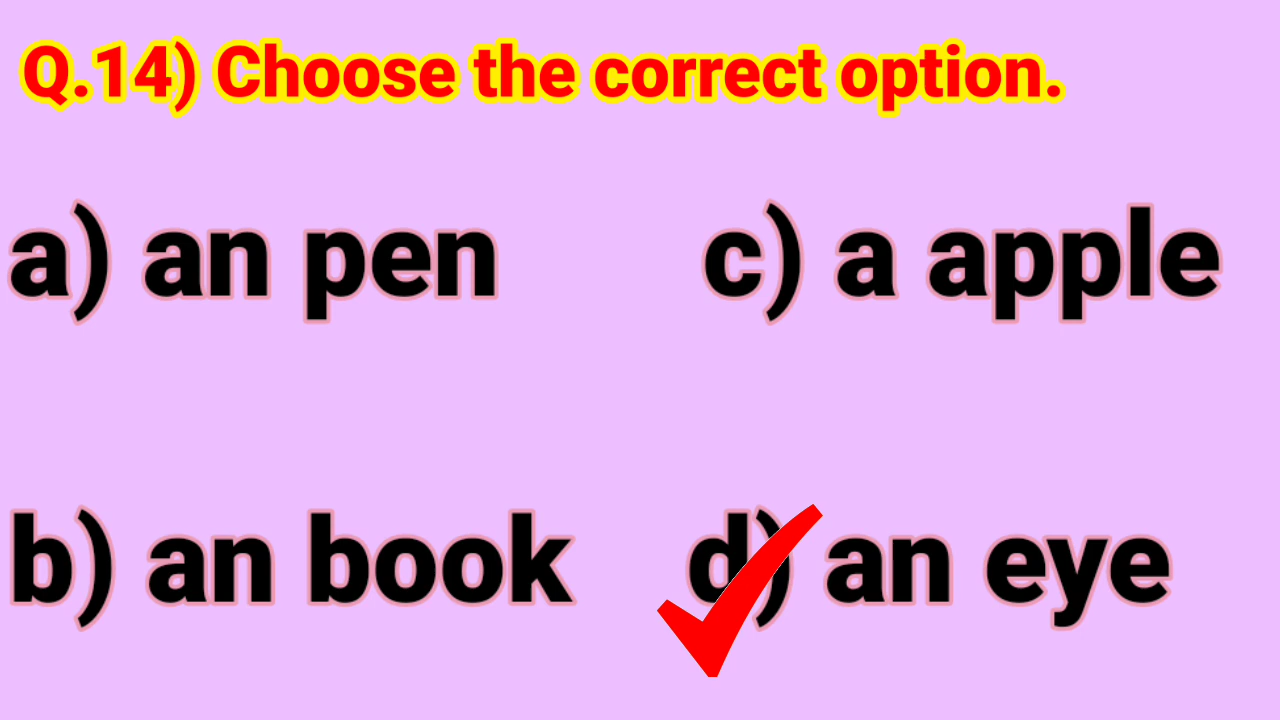 Q.14) Choose the correct option.
a) an pen
c) a apple
b) an book
d) an eye